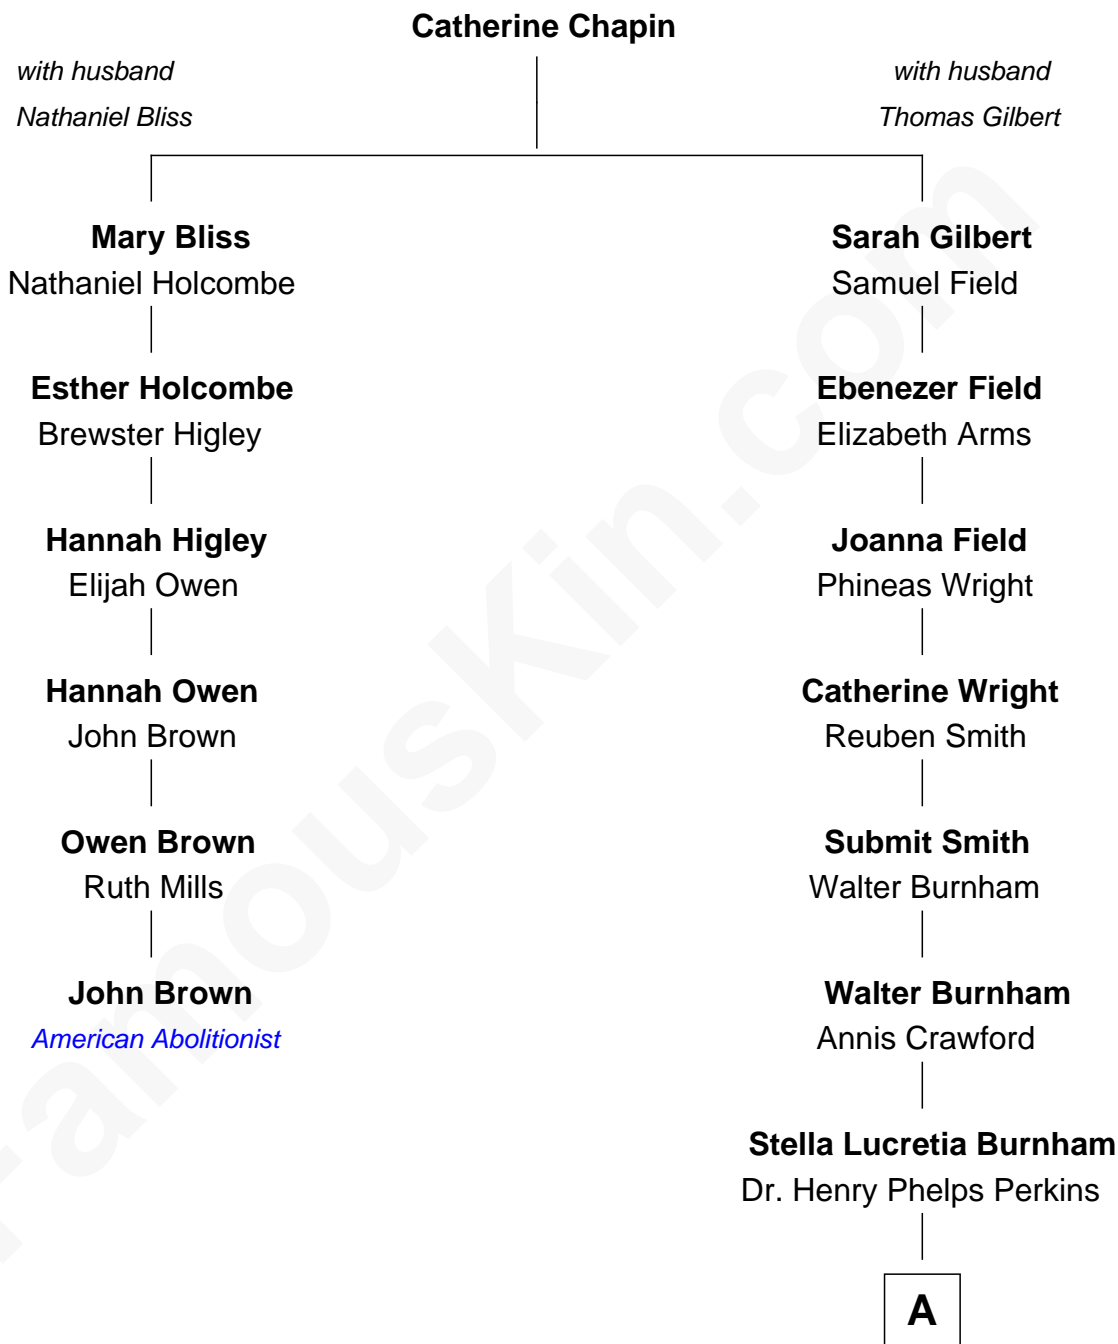 Catherine Chapin
with husband
Nathaniel Bliss
with husband
Thomas Gilbert
Mary Bliss
Nathaniel Holcombe
Sarah Gilbert
Samuel Field
Esther Holcombe
Brewster Higley
Ebenezer Field
Elizabeth Arms
Hannah Higley
Elijah Owen
Joanna Field
Phineas Wright
Hannah Owen
John Brown
Catherine Wright
Reuben Smith
Owen Brown
Ruth Mills
Submit Smith
Walter Burnham
John Brown
American Abolitionist
Walter Burnham
Annis Crawford
Stella Lucretia Burnham
Dr. Henry Phelps Perkins
A
FamousKin.com